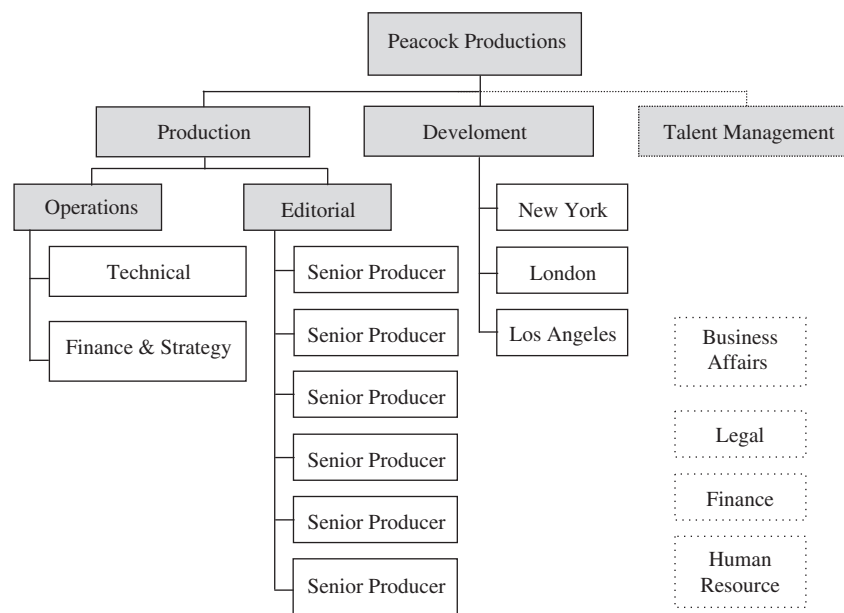 Peacock Productions
Production
Develoment
Talent Management
Operations
Editorial
New York
Technical
Senior Producer
London
Finance & Strategy
Senior Producer
Los Angeles
Business
Affairs
Senior Producer
Legal
Senior Producer
Finance
Senior Producer
Human
Resource
Senior Producer